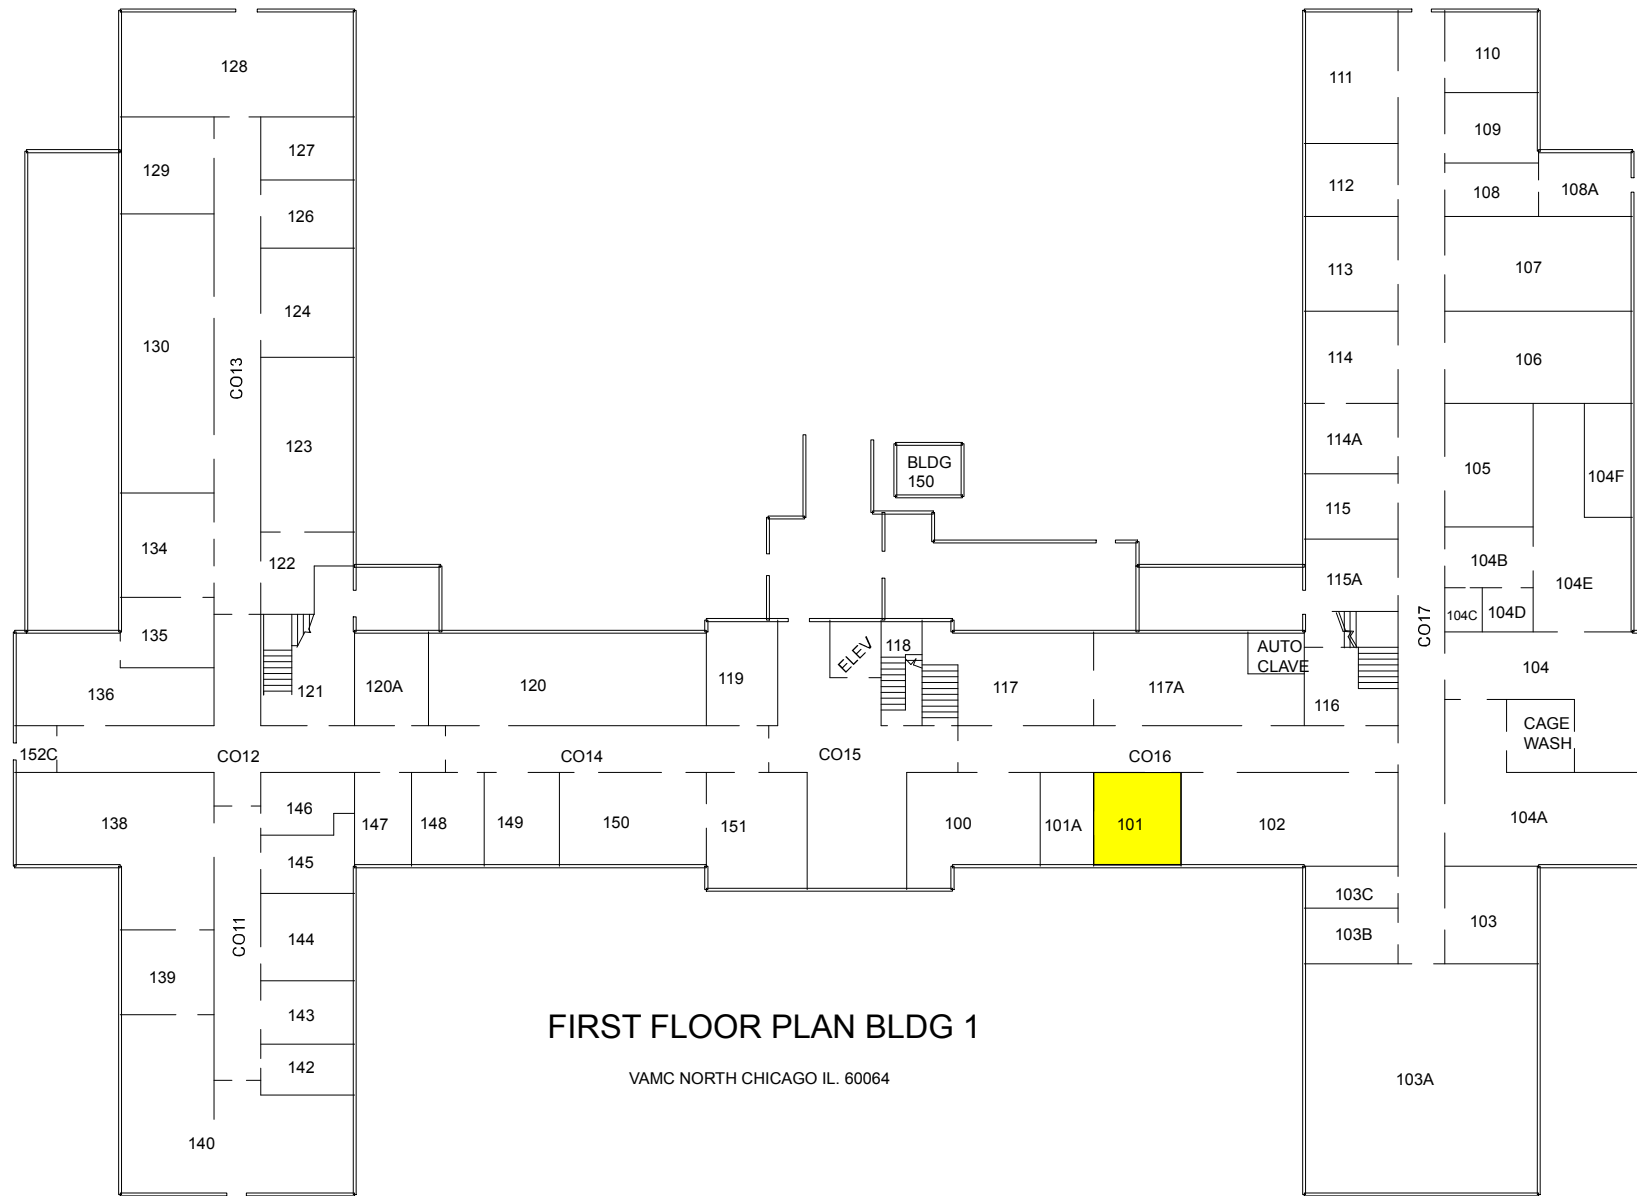 128
110
111
109
127
129
112
108
108A
126
113
107
124
130
114
106
CO13
123
114A
BLDG
150
105
104F
115
134
122
104B
115A
104E
104C
104D
CO17
135
118
ELEV
AUTO
CLAVE
104
136
121
120A
120
119
117
117A
116
CAGE
WASH
152C
CO12
CO14
CO15
CO16
146
138
147
148
149
150
151
100
101A
101
102
104A
145
103C
103
103B
CO11
144
139
143
FIRST FLOOR PLAN BLDG 1
142
VAMC NORTH CHICAGO IL. 60064
103A
140